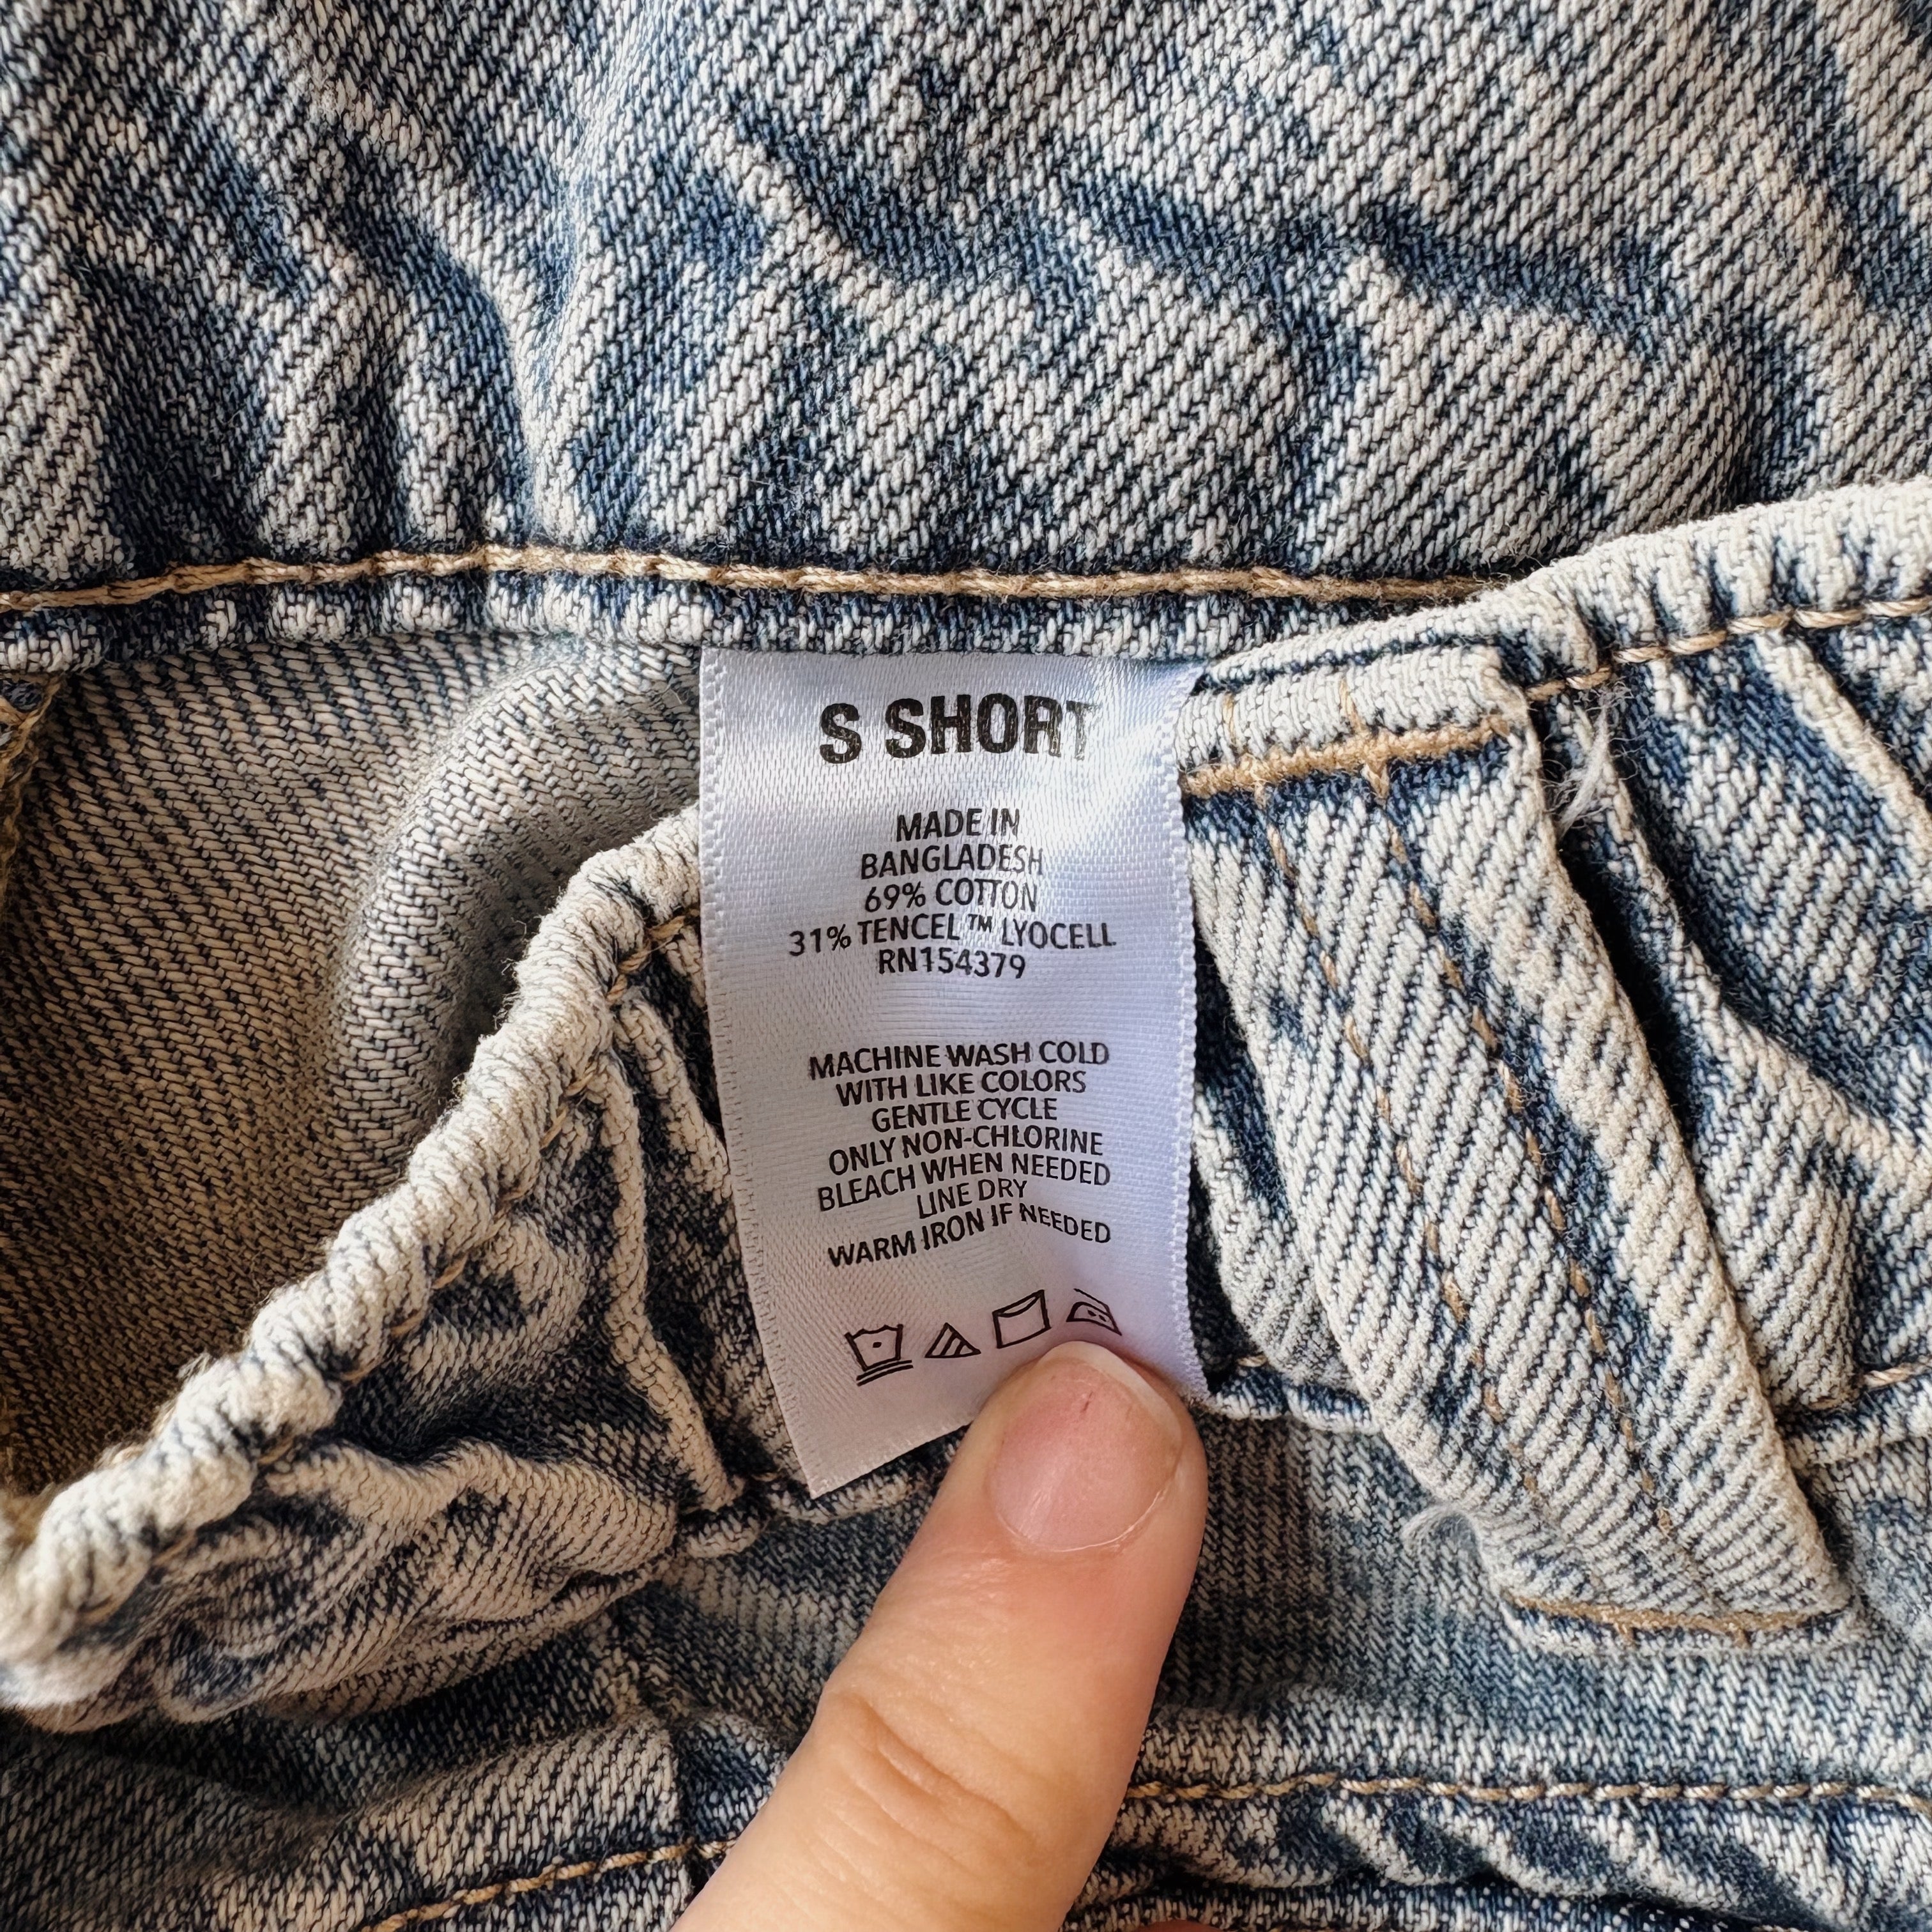 S SHORT
MADE IN
BANGLADESH
69% COTTON
31% TENCEL™ LYOCELL
RN154379
MACHINE WASH COLD
WITH LIKE COLORS
GENTLE CYCLE
ONLY NON-CHLORINE
BLEACH WHEN NEEDED
LINE DRY
WARM IRON IF NEEDED